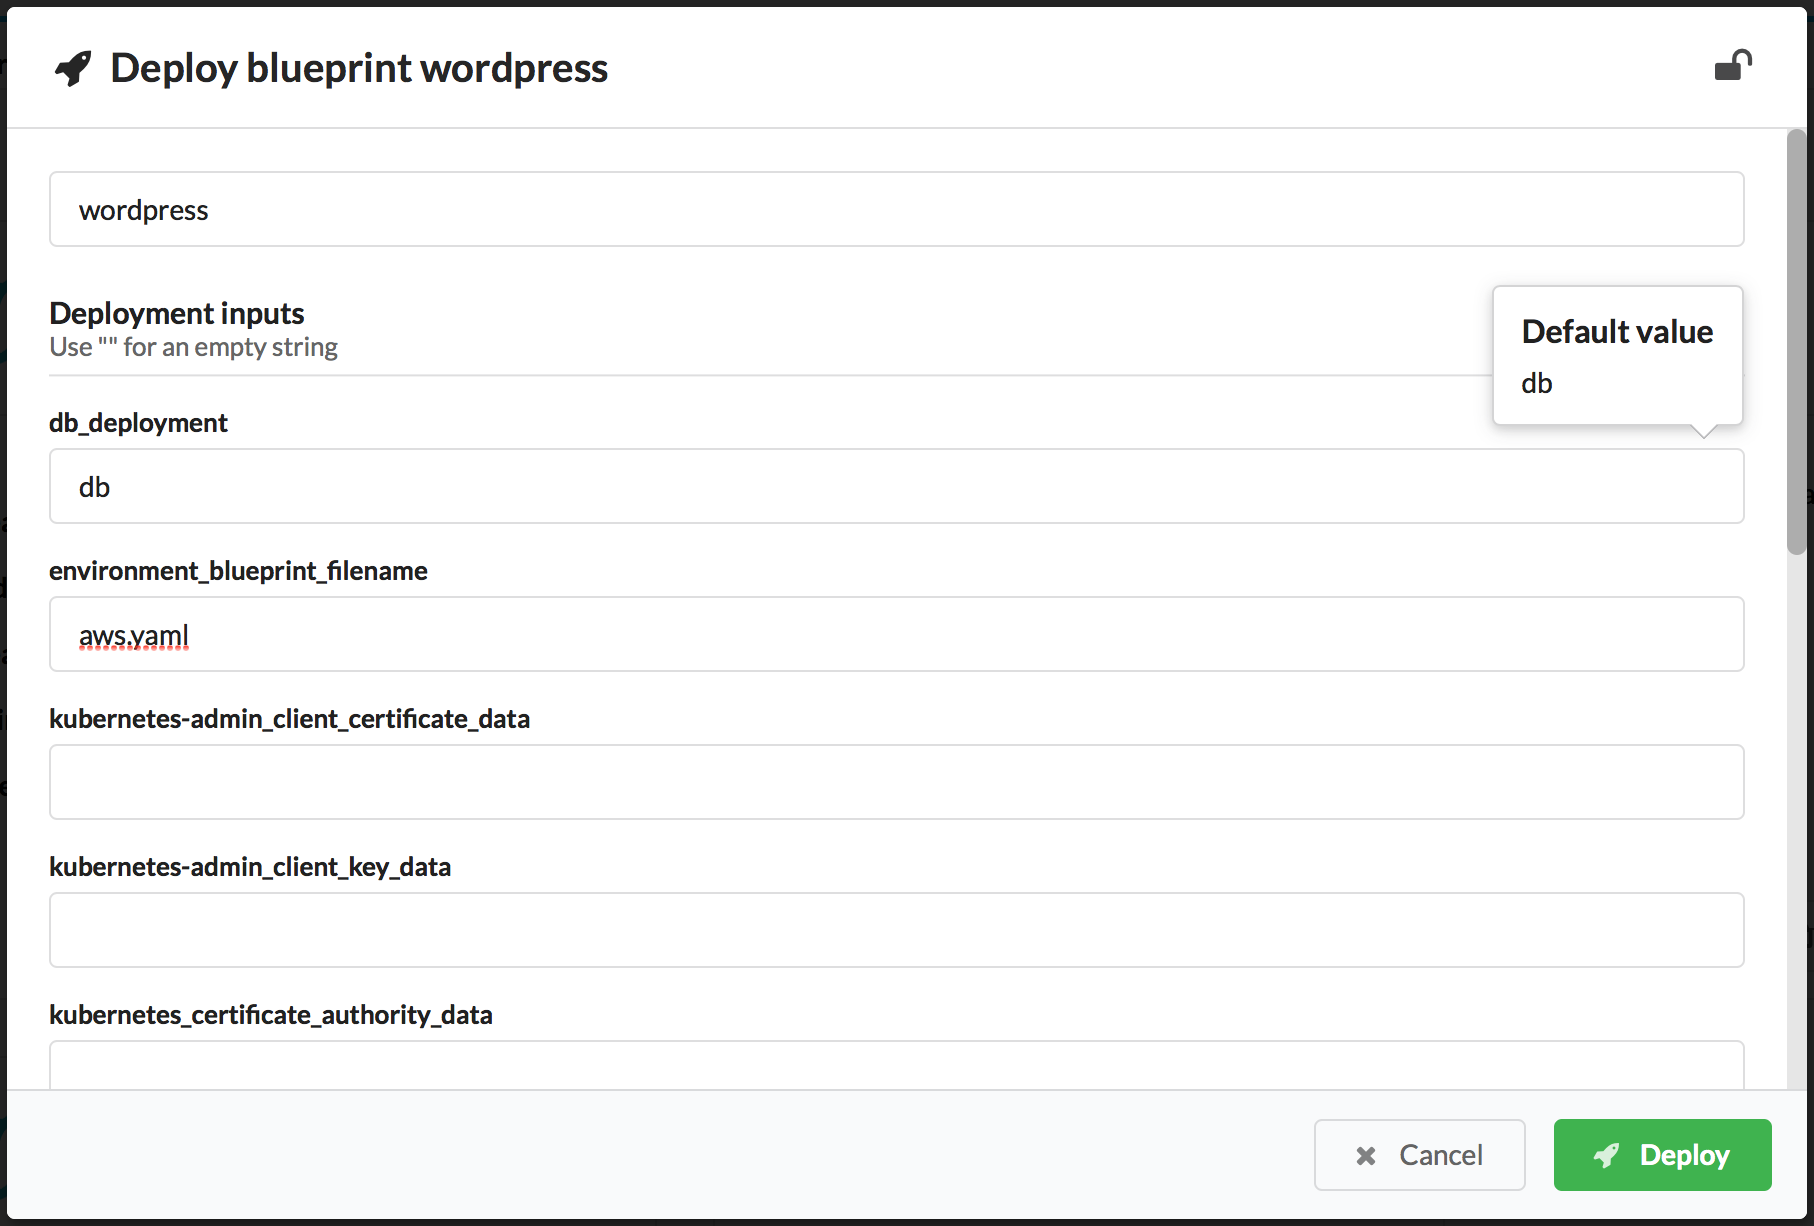 Deploy blueprint wordpress
wordpress
Deployment inputs
Use "" for an empty string
Default value
db
db_deployment
db
environment_blueprint_filename
aws.yaml
kubernetes-admin_client_certificate_data
kubernetes-admin_client_key_data
kubernetes_certificate_authority_data
Cancel
Deploy